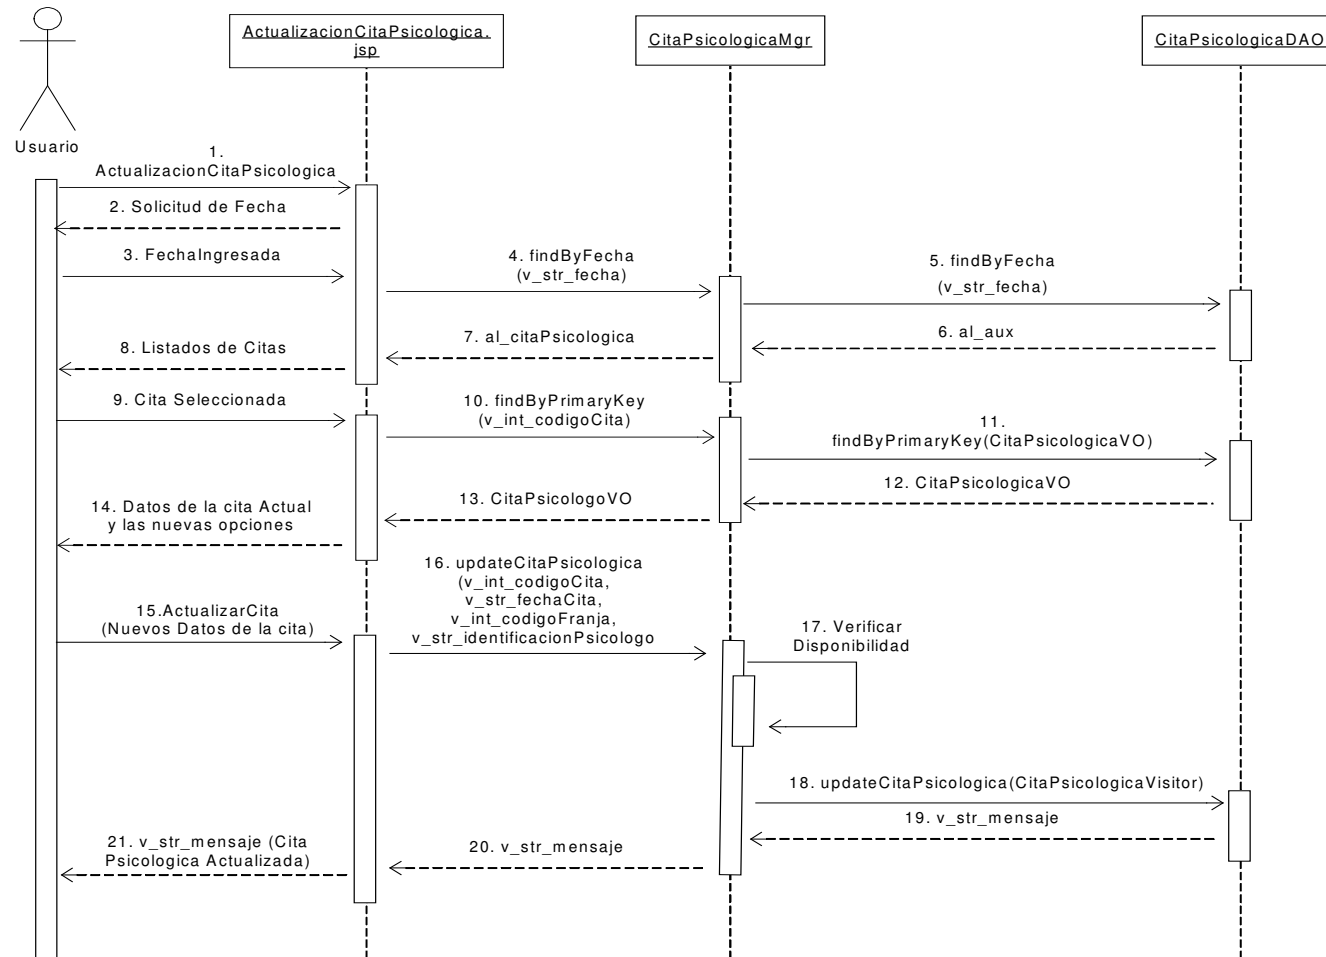 ActualizacionCitaPsicologica.
jsp
CitaPsicologicaMgr
CitaPsicologicaDAO
Usuario
1.
ActualizacionCitaPsicologica
2. Solicitud de Fecha
3. FechaIngresada
4. findByFecha
(v_str_fecha)
5. findByFecha
(v_str_fecha)
6. al_aux
7. al_citaPsicologica
8. Listados de Citas
9. Cita Seleccionada
10. findByPrimaryKey
(v_int_codigoCita)
11.
findByPrimaryKey(CitaPsicologicaVO)
12. CitaPsicologicaVO
13. CitaPsicologoVO
14. Datos de la cita Actual
y las nuevas opciones
15.ActualizarCita
(Nuevos Datos de la cita)
16. updateCitaPsicologica
(v_int_codigoCita,
v_str_fechaCita,
v_int_codigoFranja,
v_str_identificacionPsicologo
17. Verificar
Disponibilidad
18. updateCitaPsicologica(CitaPsicologicaVisitor)
19. v_str_mensaje
20. v_str_mensaje
21. v_str_mensaje (Cita
Psicologica Actualizada)